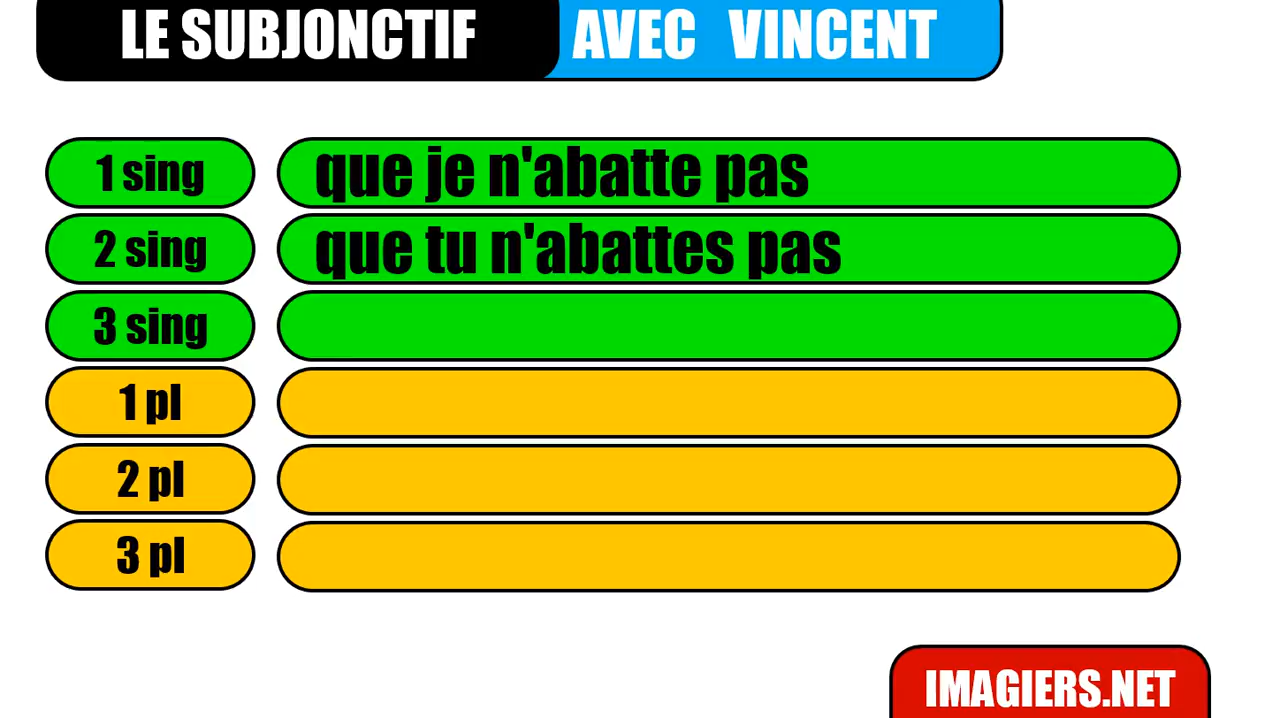 LE SUBJONCTIF AVEC VINCENT
1 sing que je n'abatte pas
2 sing que tu n'abattes pas
3 sing
1 pl
2 pl
3 pl
IMAGIERS.NET